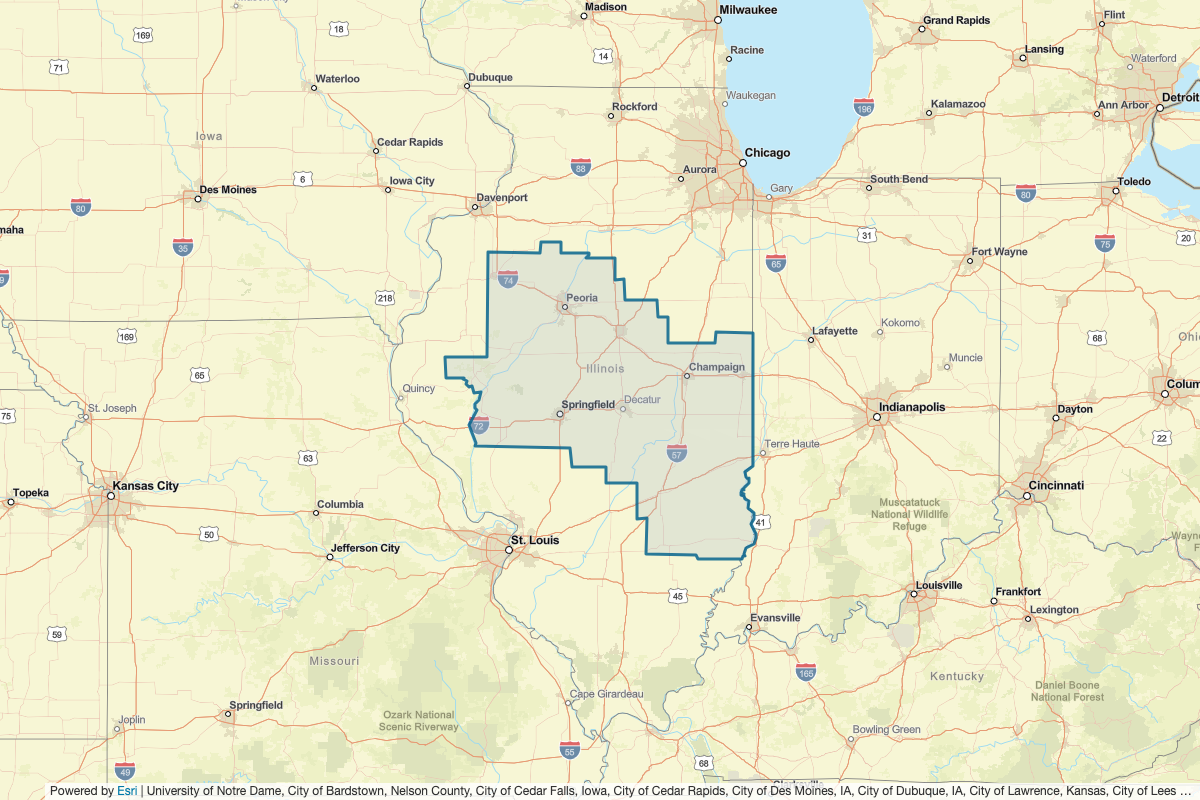 Mason City
Madison
Milwaukee
Grand Rapids
Flint
169
18
Lansing
14
Racine
Waterford
71
Waterloo
Dubuque
Waukegan
Detroit
Rockford
196
Kalamazoo
Ann Arbor
Iowa
Cedar Rapids
Chicago
88
Aurora
6
Iowa City
South Bend
Toledo
Des Moines
Gary
80
Davenport
80
maha
31
20
35
75
Fort Wayne
65
9
74
218
Peoria
169
Lafayette
Kokomo
68
Ohi
Muncie
65
Illinois
Champaign
Colum
Quincy
Decatur
St. Joseph
Springfield
Indianapolis
Dayton
75
72
22
Terre Haute
63
57
Kansas City
Cincinnati
Topeka
Columbia
Muscatatuck
National Wildlife
Refuge
41
50
St. Louis
Wayne
F
Jefferson City
Louisville
45
Frankfort
Lexington
Evansville
59
Missouri
165
Kentucky
Daniel Boone
National Forest
Cape Girardeau
Springfield
Joplin
Ozark National
Scenic Riverway
Bowling Green
55
68
49
Clarksville
Powered by Esri | University of Notre Dame, City of Bardstown, Nelson County, City of Cedar Falls, Iowa, City of Cedar Rapids, City of Des Moines, IA, City of Dubuque, IA, City of Lawrence, Kansas, City of Lees ...